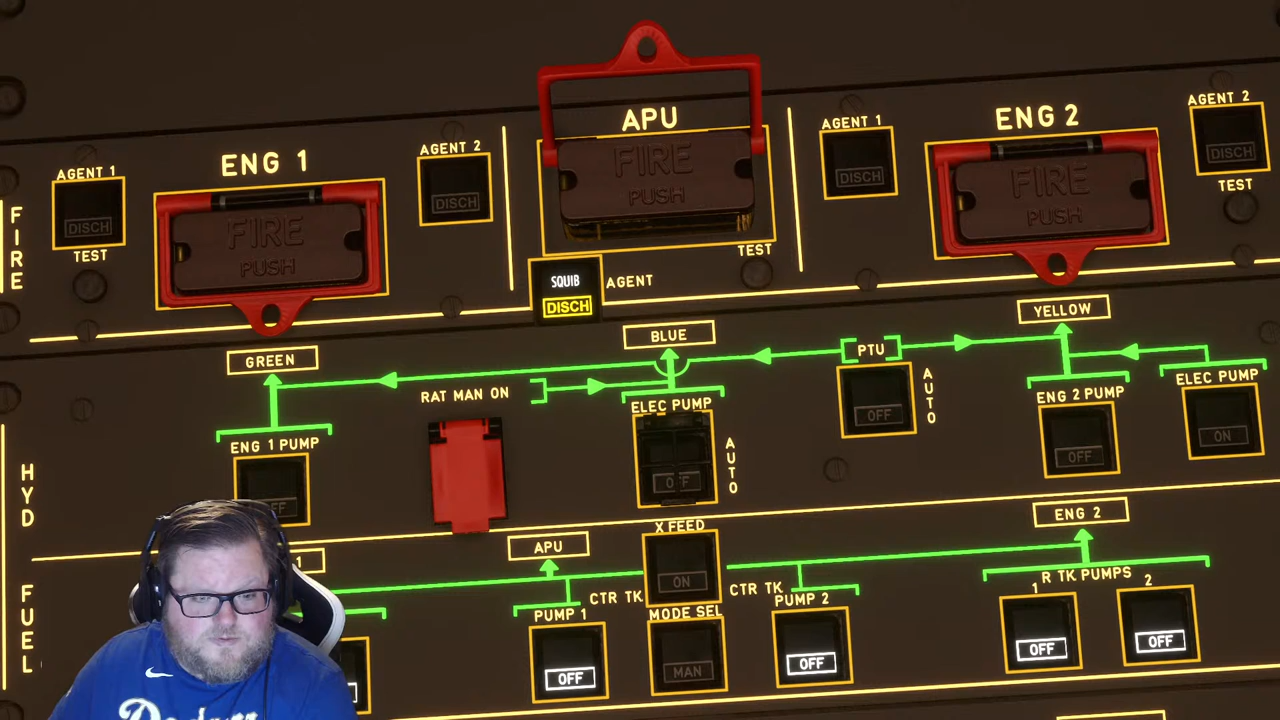 AGENT 1
ENG 1
AGENT 2
APU
AGENT 1
ENG 2
AGENT 2
FIRE
DISCH
TEST
FIRE
PUSH
DISCH
FIRE
PUSH
TEST
DISCH
FIRE
PUSH
DISCH
TEST
SQUIB
DISCH
AGENT
HYD
GREEN
BLUE
PTU
YELLOW
RAT MAN ON
ENG 1 PUMP
ELEC PUMP
OFF
AUTO
OFF
AUTO
ENG 2 PUMP
OFF
ELEC PUMP
ON
FUEL
APU
X FEED
ON
ENG 2
CTR TK
PUMP 1
OFF
MODE SEL
MAN
CTR TK
PUMP 2
OFF
R TK PUMPS
1
2
OFF
OFF